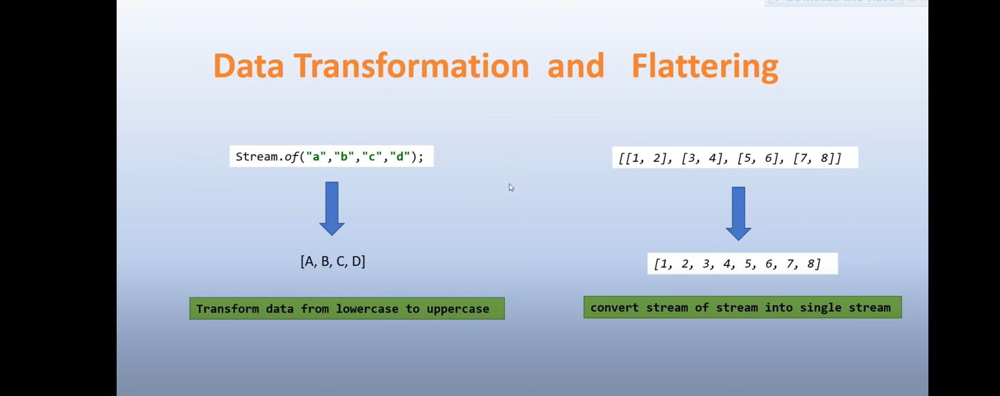 Data Transformation and Flattering
Stream.of("a","b","c","d");
[A, B, C, D]
Transform data from lowercase to uppercase
[[1, 2], [3, 4], [5, 6], [7, 8]]
[1, 2, 3, 4, 5, 6, 7, 8]
convert stream of stream into single stream